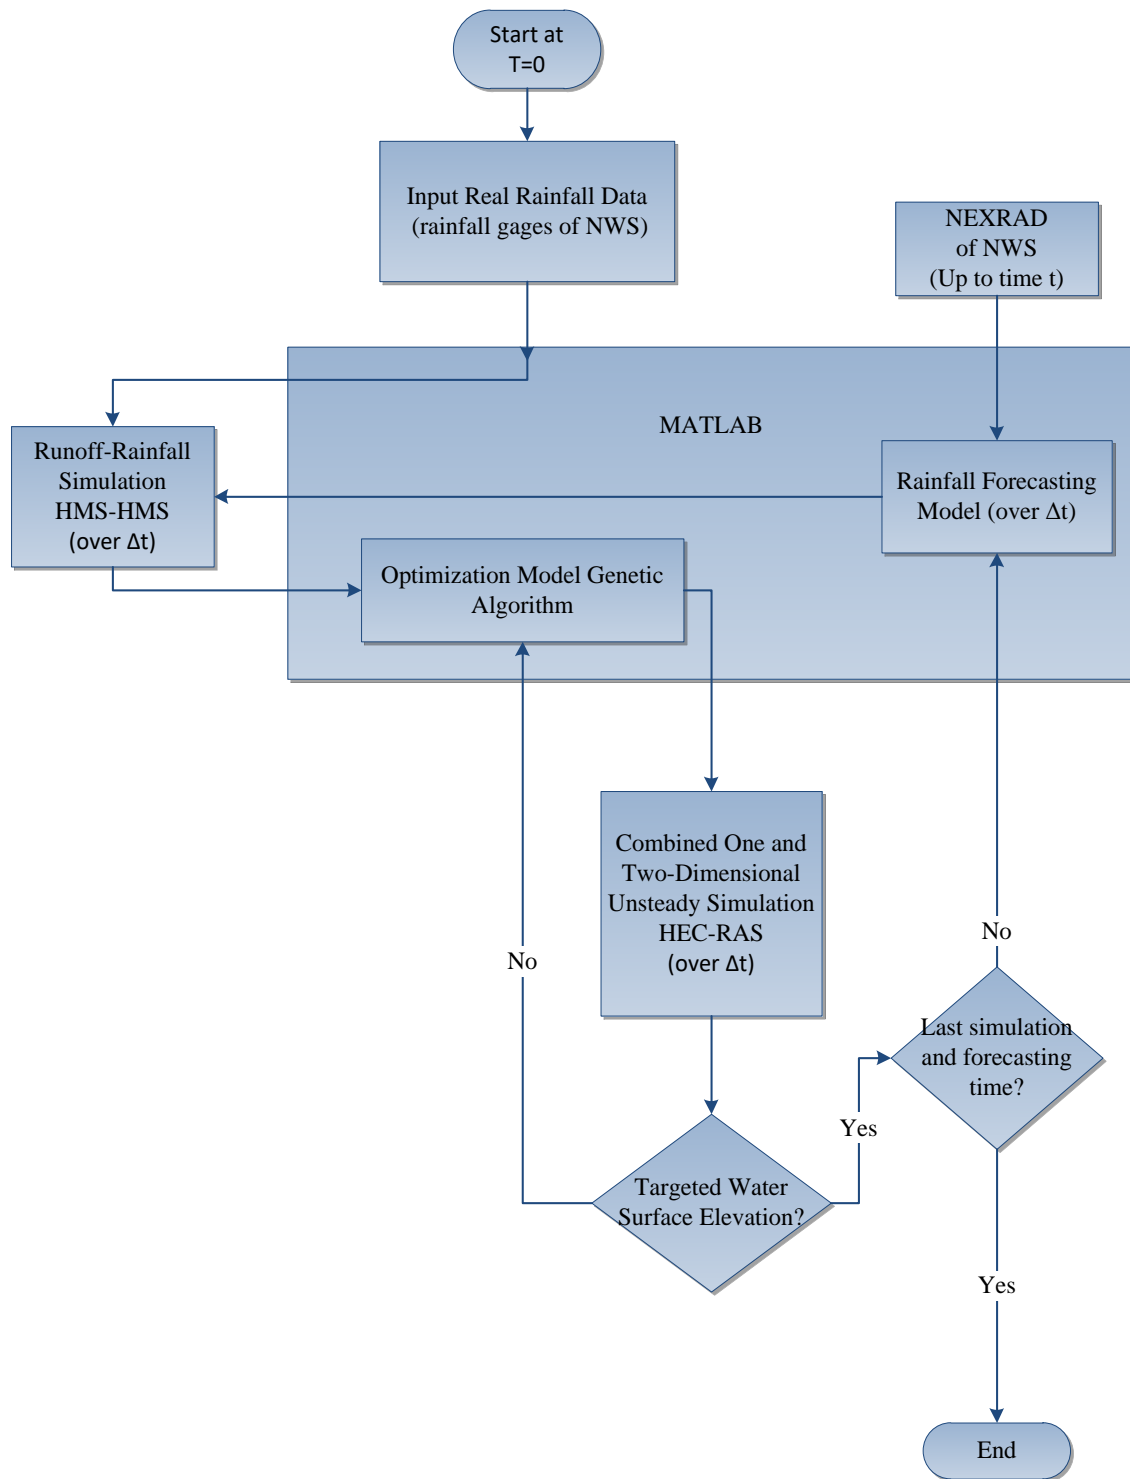 Start at
T=0
Input Real Rainfall Data
(rainfall gages of NWS)
NEXRAD
of NWS
(Up to time t)
MATLAB
Runoff-Rainfall
Simulation
HMS-HMS
(over Δt)
Rainfall Forecasting
Model (over Δt)
Optimization Model Genetic
Algorithm
Combined One and
Two-Dimensional
Unsteady Simulation
HEC-RAS
(over Δt)
No
No
Last simulation
and forecasting
time?
Yes
Targeted Water
Surface Elevation?
Yes
End